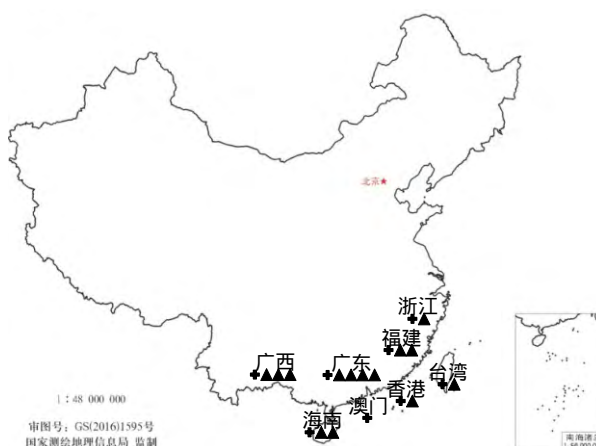 北京★
浙江
福建
广西
广东
台湾
香港
澳门
海南
1：48 000 000
审图号：GS(2016)1595号
国家测绘地理信息局 监制
南海诸岛